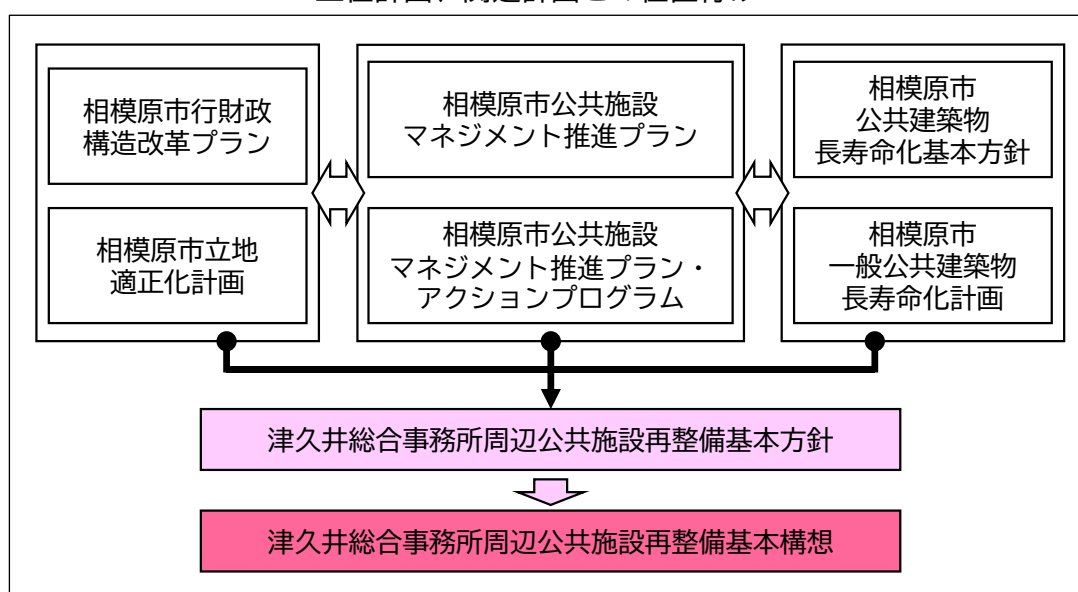 相模原市行財政
構造改革プラン
相模原市立地
適正化計画
相模原市公共施設
マネジメント推進プラン
相模原市公共施設
マネジメント推進プラン・
アクションプログラム
相模原市
公共建築物
長寿命化基本方針
相模原市
一般公共建築物
長寿命化計画
津久井総合事務所周辺公共施設再整備基本方針
津久井総合事務所周辺公共施設再整備基本構想